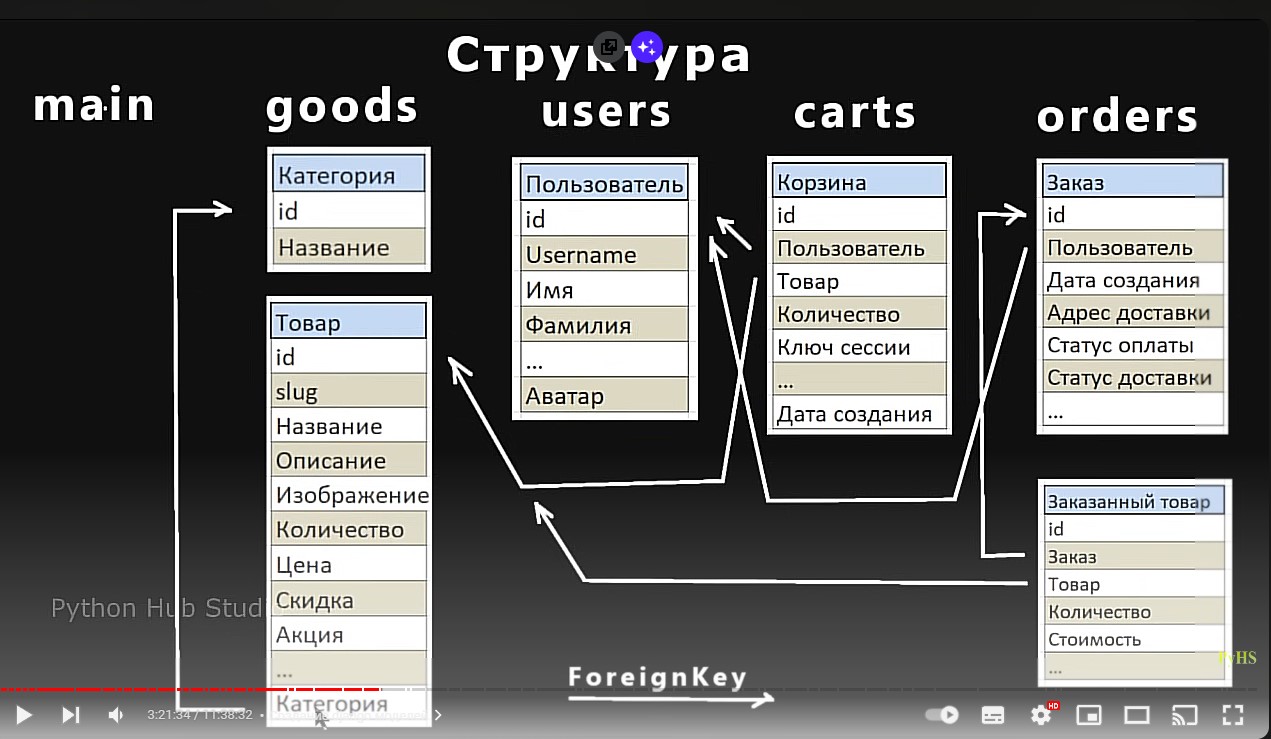 Структура
main
goods
users
carts
orders
Категория
id
Название
Товар
id
slug
Название
Описание
Изображение
Количество
Цена
Скидка
Акция
...
Категория
Пользователь
id
Username
Имя
Фамилия
...
Аватар
Корзина
id
Пользователь
Товар
Количество
Ключ сессии
...
Дата создания
Заказ
id
Пользователь
Дата создания
Адрес доставки
Статус оплаты
Статус доставки
...
Заказанный товар
id
Заказ
Товар
Количество
Стоимость
...
Python Hub Stud
ForeignKey
PyHS
3:21:34 / 11:38:32
HD